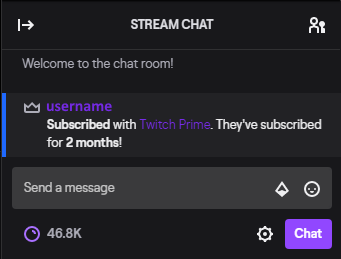 STREAM CHAT
Welcome to the chat room!
username
Subscribed with Twitch Prime. They've subscribed
for 2 months!
Send a message
46.8K
Chat